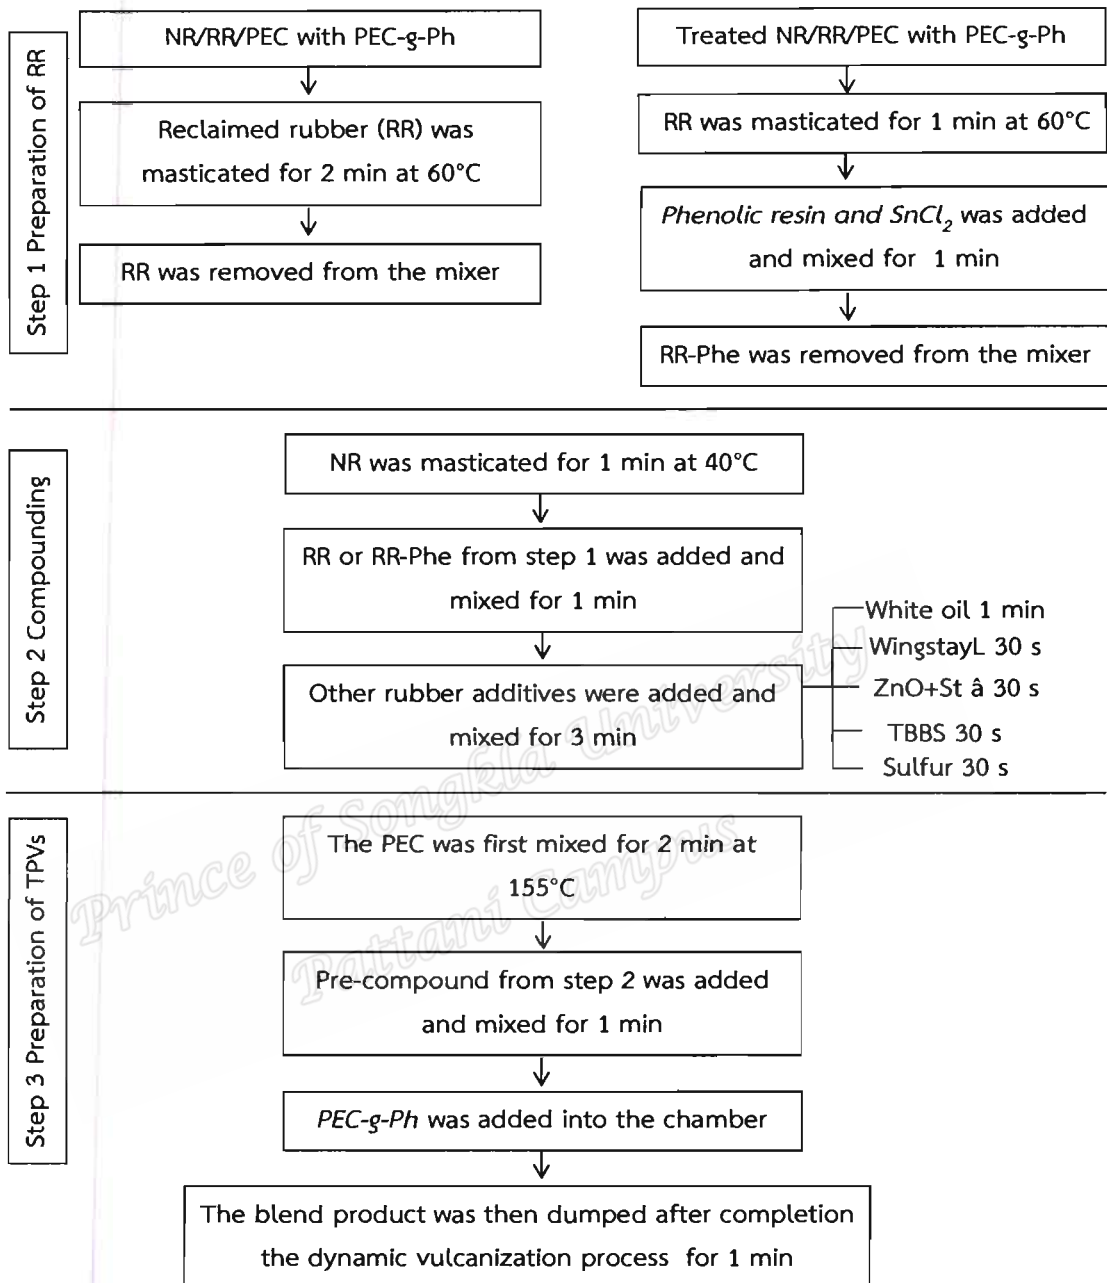 Step 1 Preparation of RR
NR/RR/PEC with PEC-g-Ph
Reclaimed rubber (RR) was
masticated for 2 min at 60°C
RR was removed from the mixer
Treated NR/RR/PEC with PEC-g-Ph
RR was masticated for 1 min at 60°C
Phenolic resin and SnCl₂ was added
and mixed for 1 min
RR-Phe was removed from the mixer
Step 2 Compounding
NR was masticated for 1 min at 40°C
RR or RR-Phe from step 1 was added and
mixed for 1 min
Other rubber additives were added and
mixed for 3 min
White oil 1 min
WingstayL 30 s
ZnO+St â 30 s
TBBS 30 s
Sulfur 30 s
Step 3 Preparation of TPVs
The PEC was first mixed for 2 min at
155°C
Pre-compound from step 2 was added
and mixed for 1 min
PEC-g-Ph was added into the chamber
The blend product was then dumped after completion
the dynamic vulcanization process for 1 min
Prince of Songkla University
Pattani Campus